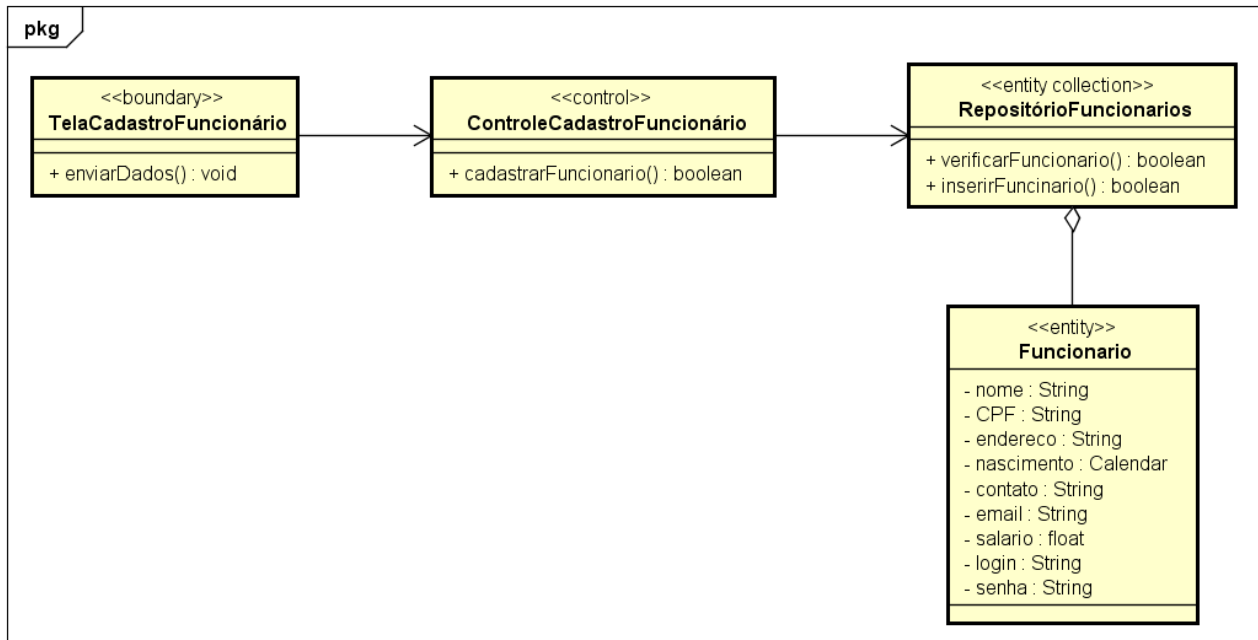 pkg
<<boundary>>
TelaCadastroFuncionário
+ enviarDados() : void
<<control>>
ControleCadastroFuncionário
+ cadastrarFuncionario() : boolean
<<entity collection>>
RepositórioFuncionarios
+ verificarFuncionario() : boolean
+ inserirFuncinario() : boolean
<<entity>>
Funcionario
- nome : String
- CPF : String
- endereco : String
- nascimento : Calendar
- contato : String
- email : String
- salario : float
- login : String
- senha : String